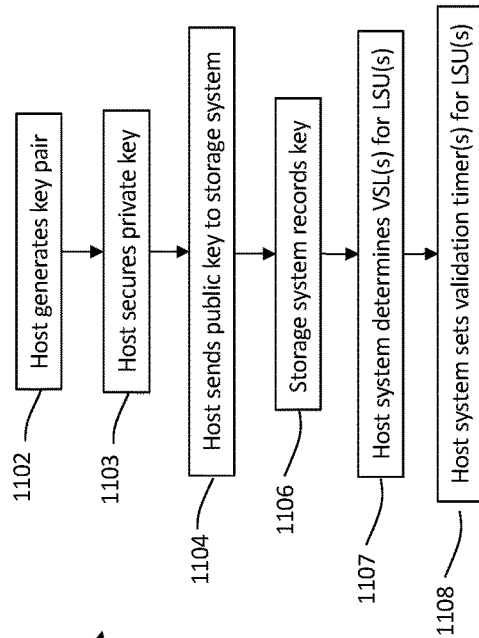 1102
Host generates key pair
1103
Host secures private key
1104
Host sends public key to storage system
1106
Storage system records key
1107
Host system determines VSL(s) for LSU(s)
1108
Host system sets validation timer(s) for LSU(s)